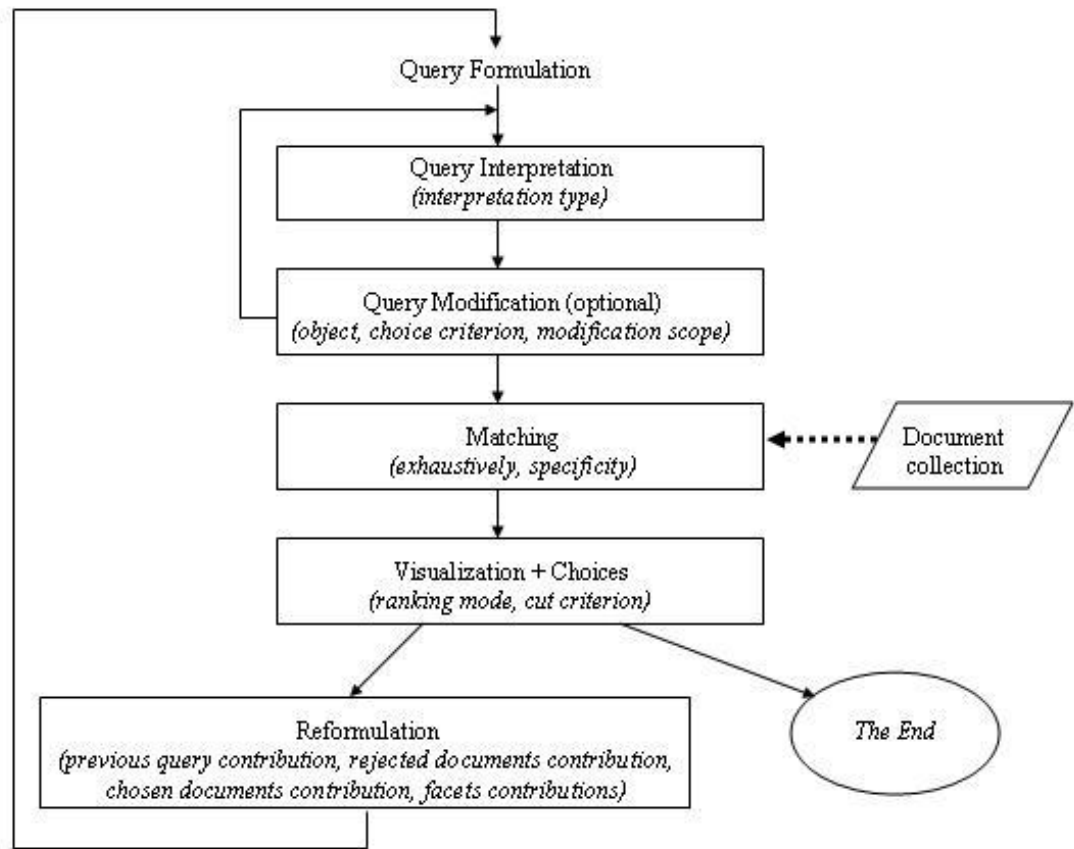 Query Formulation
Query Interpretation
(interpretation type)
Query Modification (optional)
(object, choice criterion, modification scope)
Matching
(exhaustively, specificity)
Document
collection
Visualization + Choices
(ranking mode, cut criterion)
Reformulation
(previous query contribution, rejected documents contribution,
chosen documents contribution, facets contributions)
The End